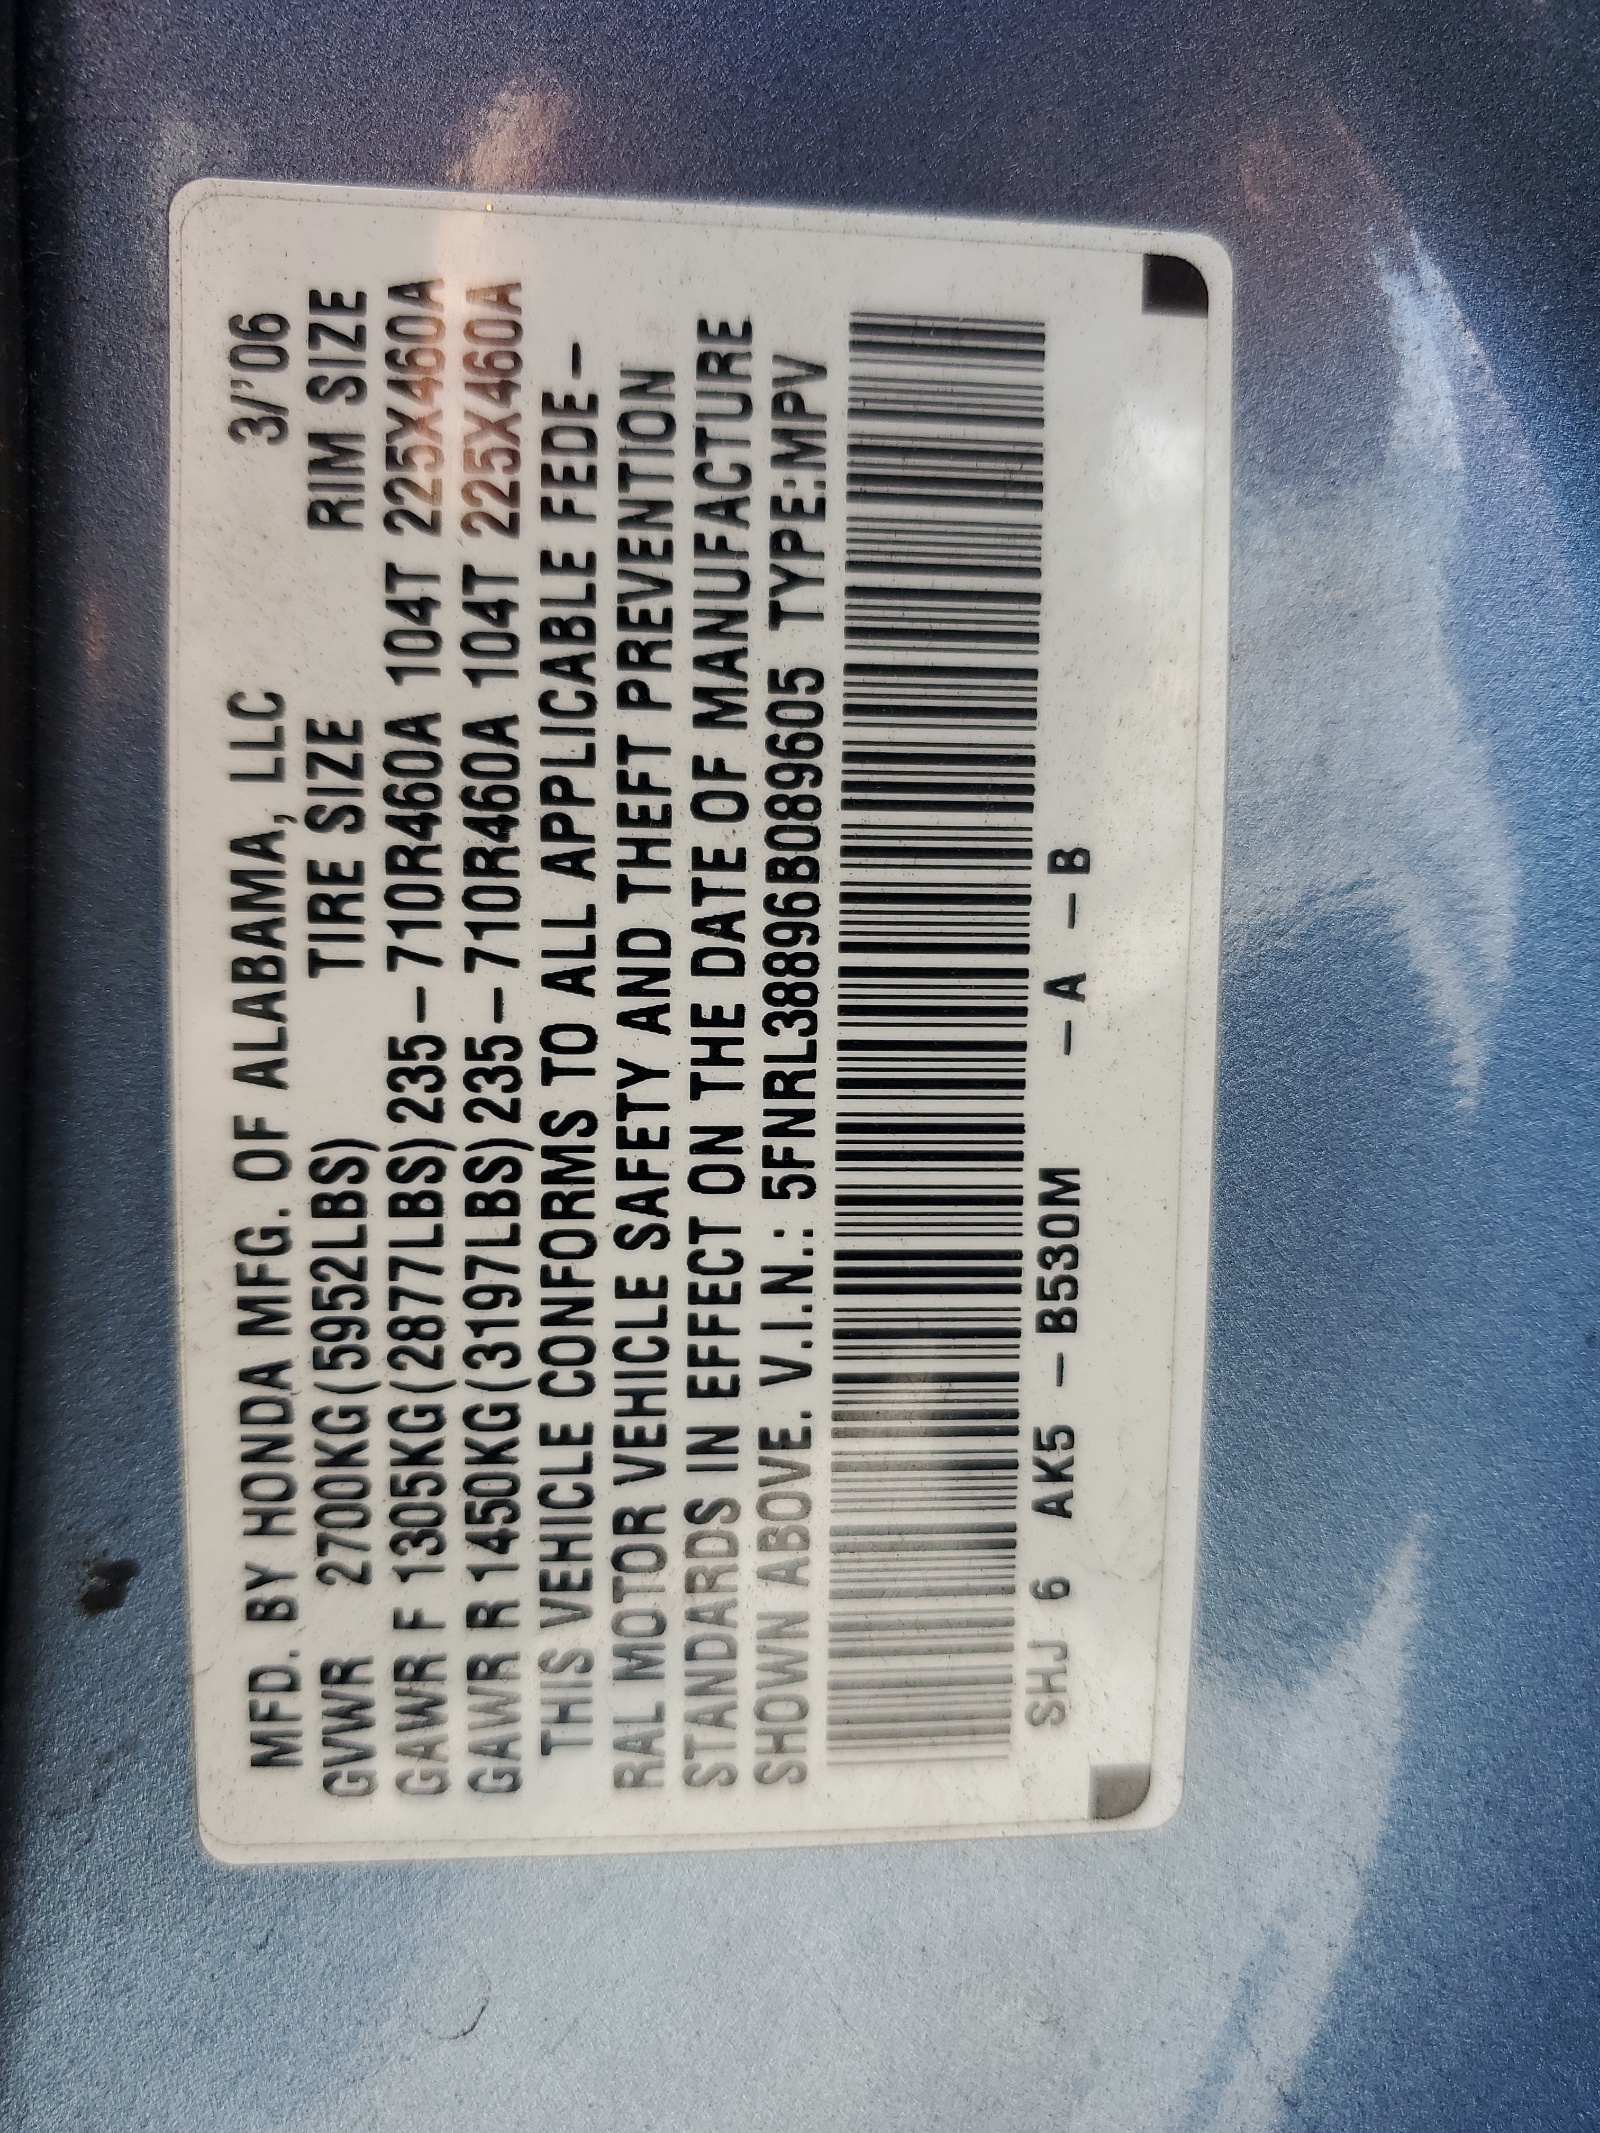 MFD. BY HONDA MFG. OF ALABAMA, LLC 3/'06
GVWR 2700KG(5952LBS) TIRE SIZE RIM SIZE
GAWR F 1305KG(2877LBS) 235-710R460A 104T 225X460A
GAWR R 1450KG(3197LBS) 235-710R460A 104T 225X460A
THIS VEHICLE CONFORMS TO ALL APPLICABLE FEDE-
RAL MOTOR VEHICLE SAFETY AND THEFT PREVENTION
STANDARDS IN EFFECT ON THE DATE OF MANUFACTURE
SHOWN ABOVE. V.I.N.: 5FNRL38896B089605 TYPE:MPV
SHJ 6 AK5 - B530M - A - B